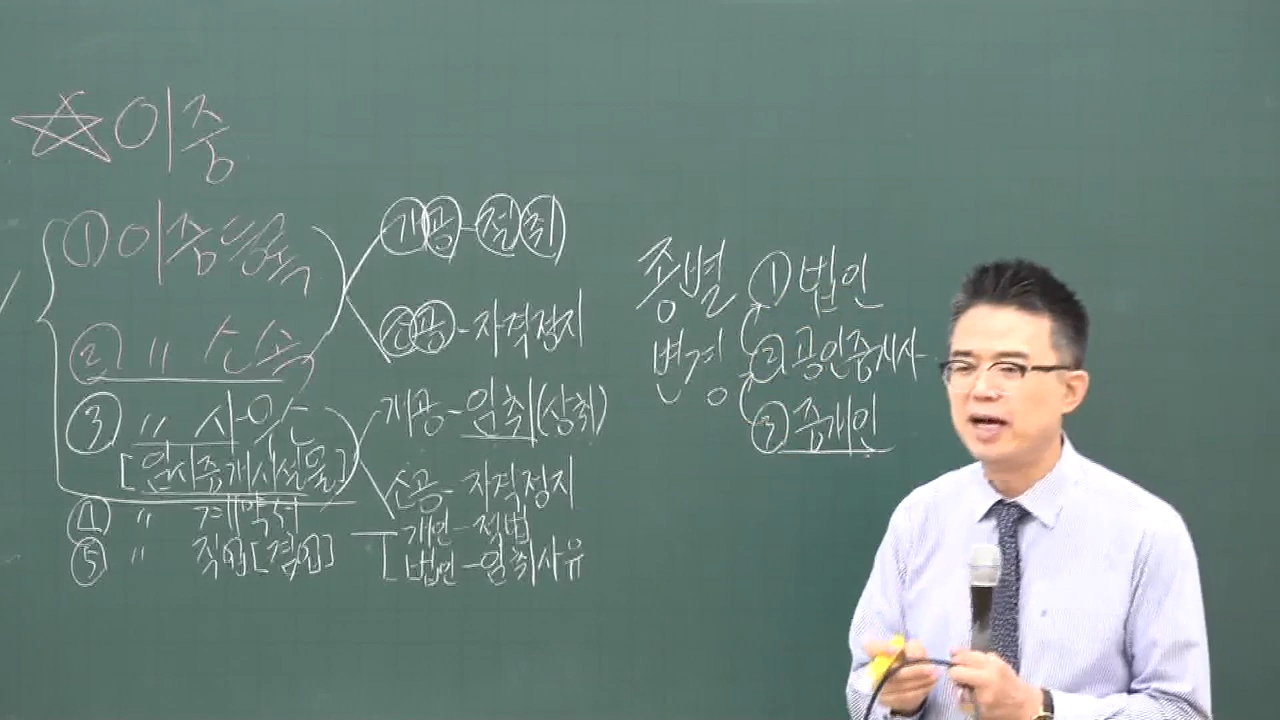 ☆이중
①이중등록
② 〃 소속
③ 〃 사무소
[임시중개시설물]
④ 〃 계약서
⑤ 〃 직업[겸업]
개공-절취
소공-자격정지
개공-임취(상취)
소공-자격정지
개인-적법
법인-임취사유
종별 ①법인
변경 ②공인중개사
③중개인